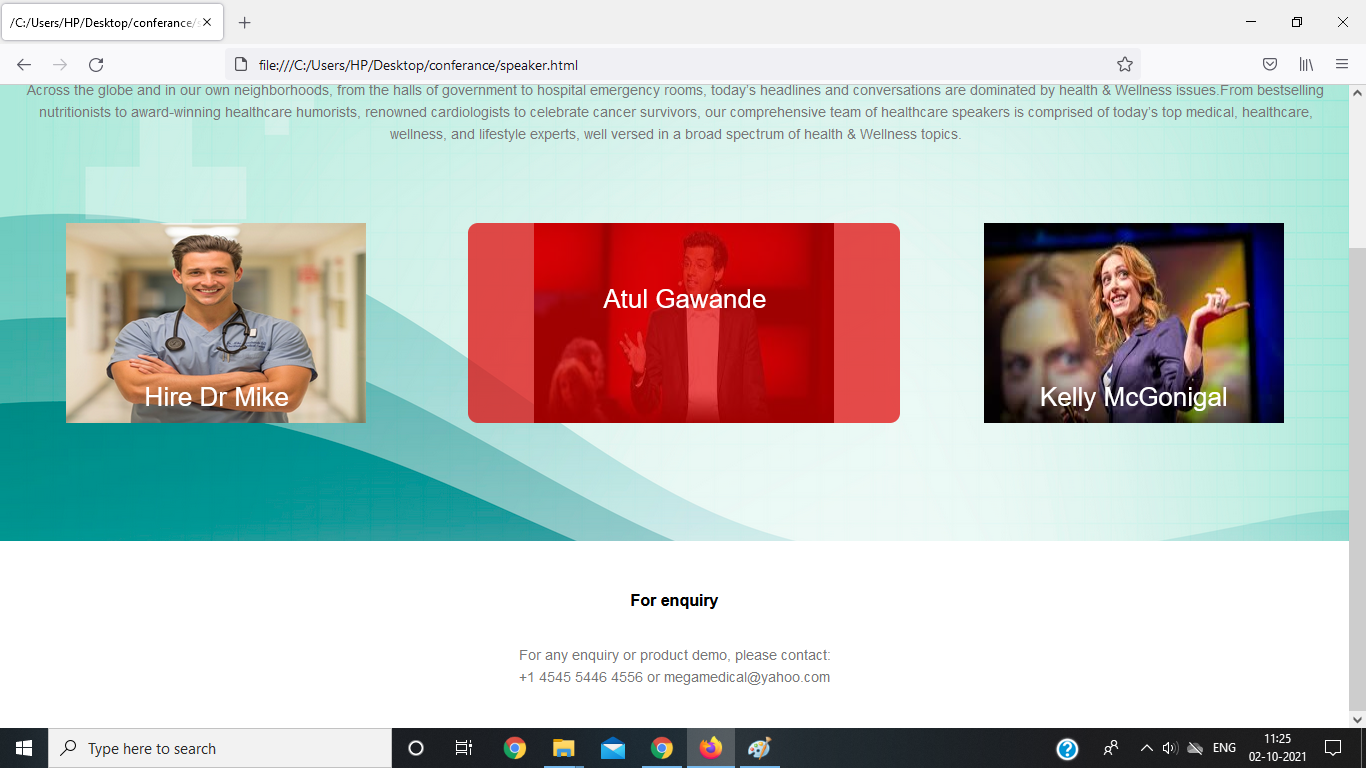 /C:/Users/HP/Desktop/conferance/s
file:///C:/Users/HP/Desktop/conferance/speaker.html
Across the globe and in our own neighborhoods, from the halls of government to hospital emergency rooms, today's headlines and conversations are dominated by health & Wellness issues.From bestselling
nutritionists to award-winning healthcare humorists, renowned cardiologists to celebrate cancer survivors, our comprehensive team of healthcare speakers is comprised of today's top medical, healthcare,
wellness, and lifestyle experts, well versed in a broad spectrum of health & Wellness topics.
Atul Gawande
Hire Dr Mike
Kelly McGonigal
For enquiry
For any enquiry or product demo, please contact:
+1 4545 5446 4556 or megamedical@yahoo.com
Type here to search
ENG
11:25
02-10-2021